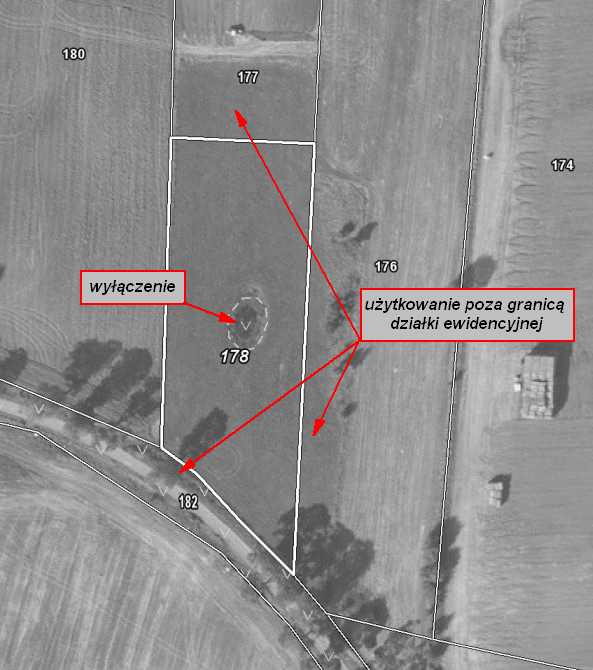 180
177
174
176
wyłączenie
użytkowanie poza granicą
działki ewidencyjnej
178
182